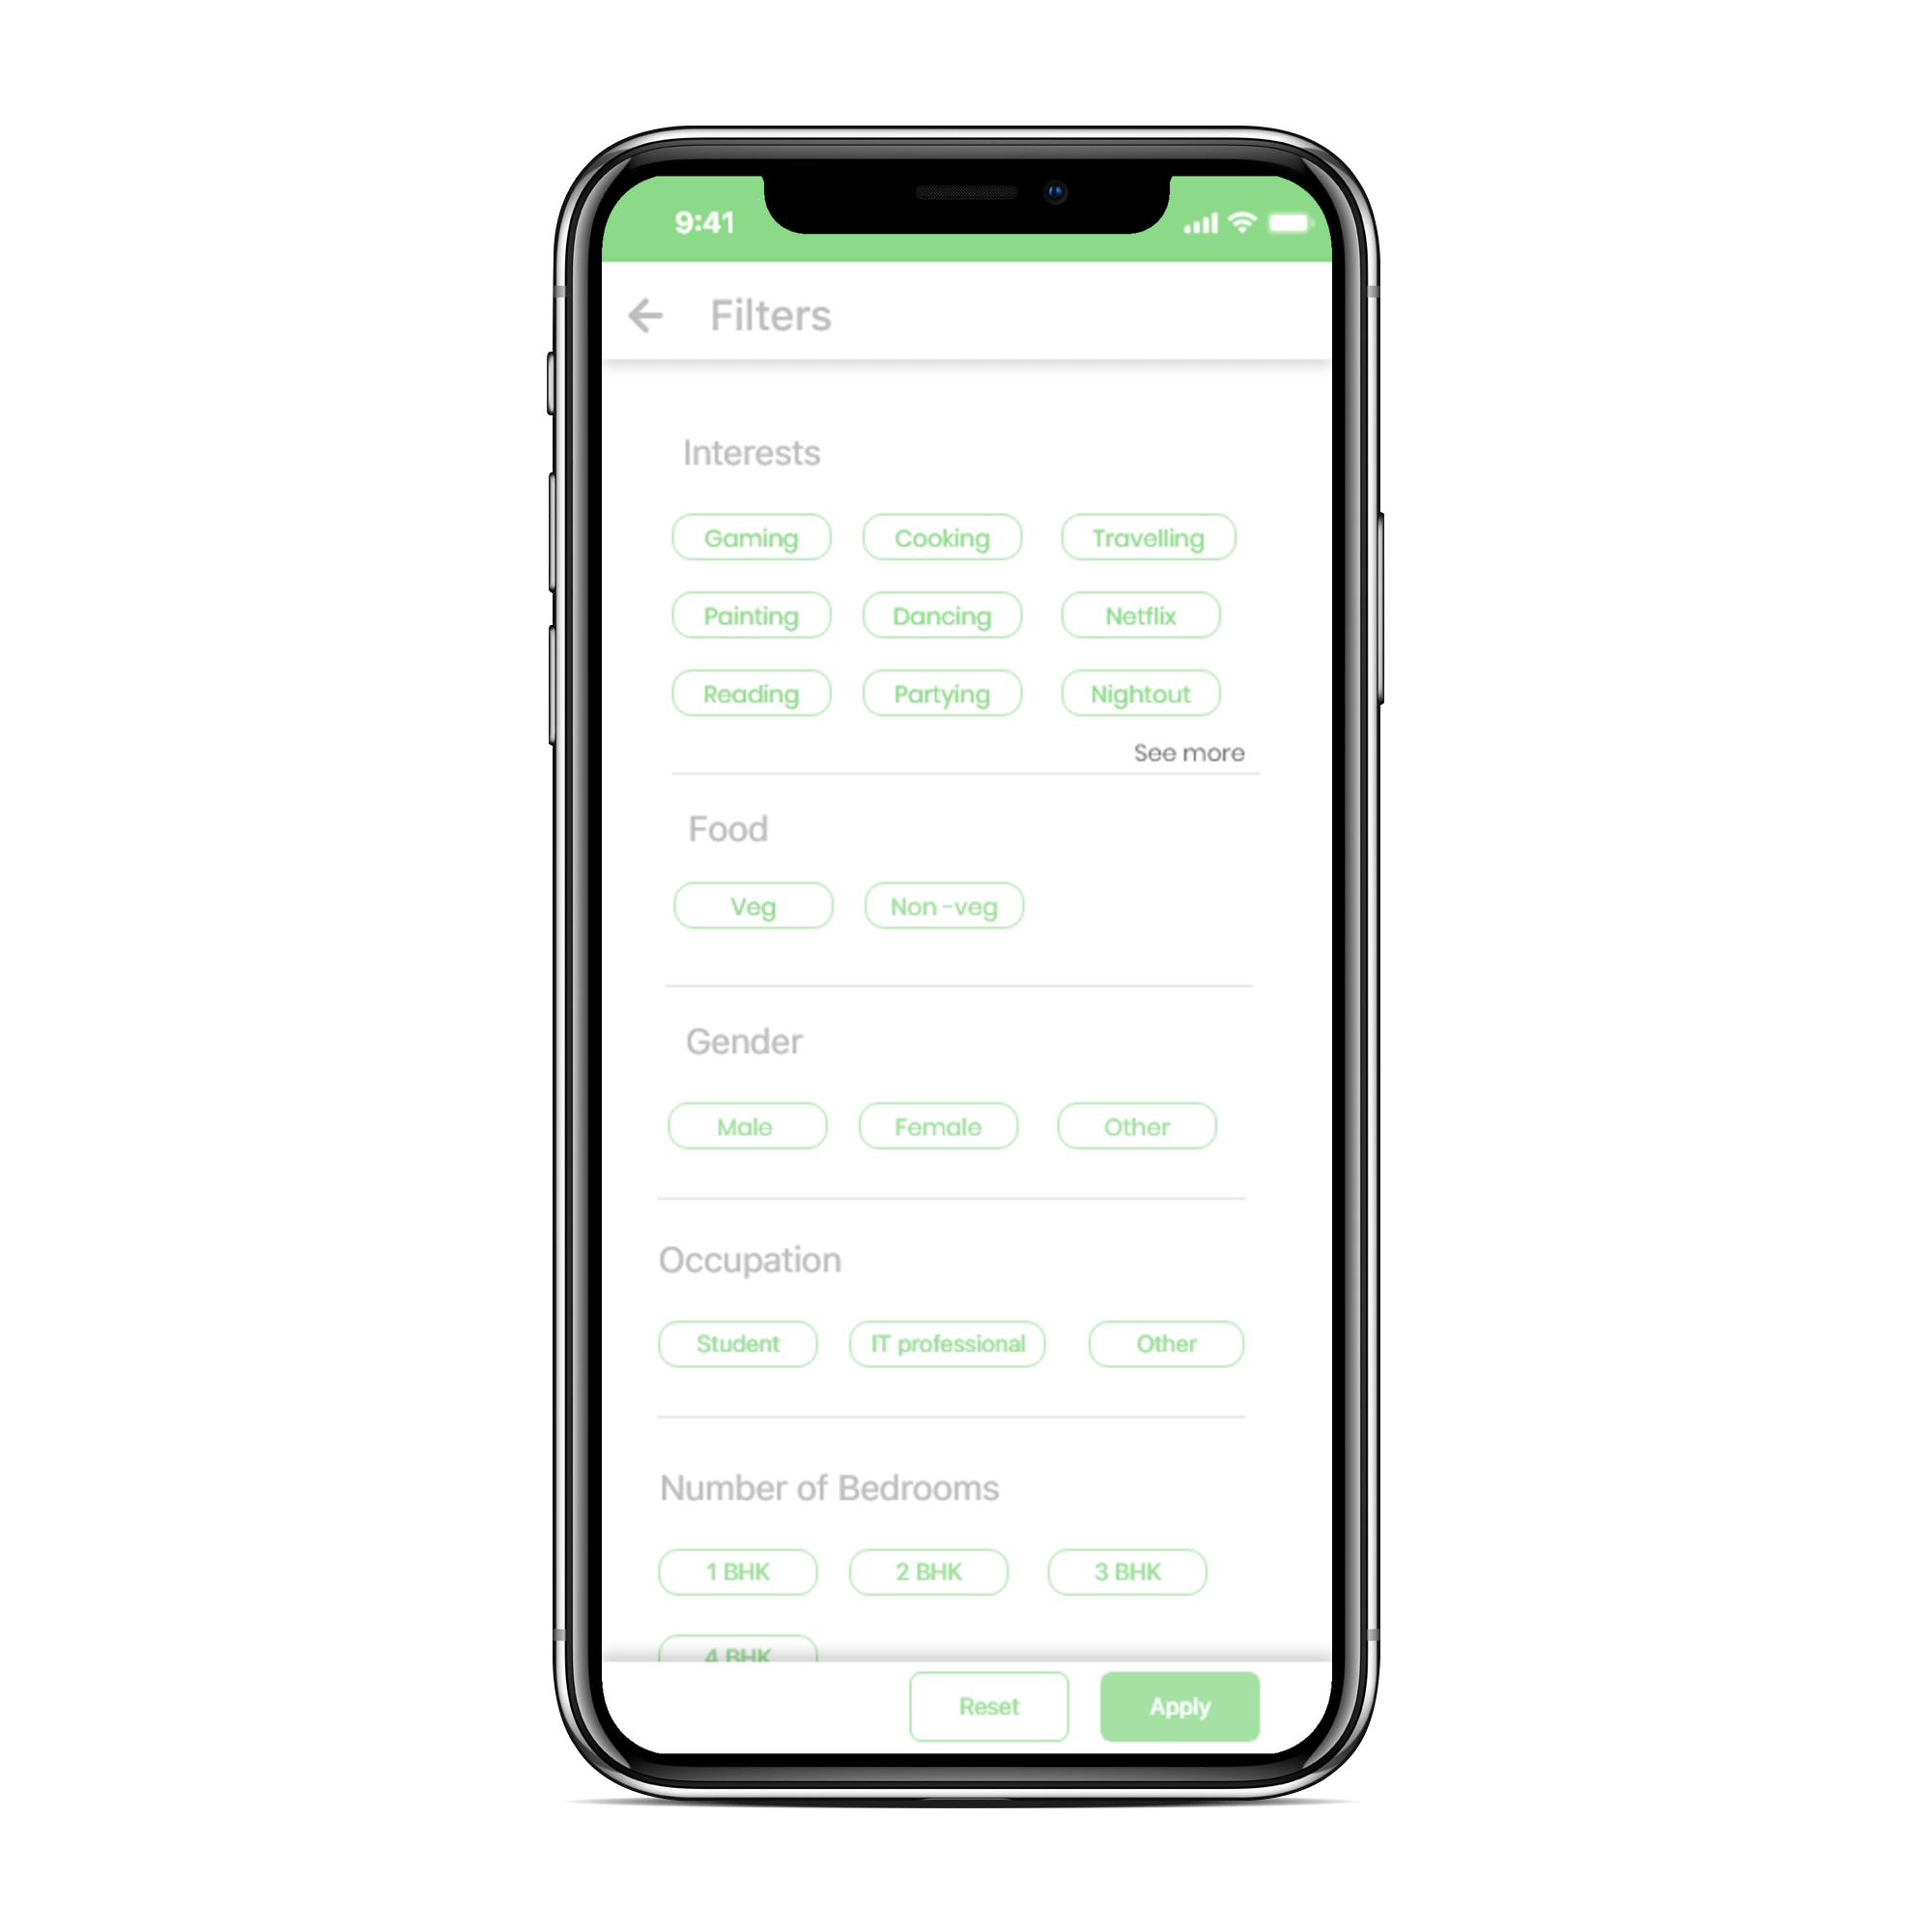 9:41
Filters
Interests
Gaming Cooking Travelling
Painting Dancing Netflix
Reading Partying Nightout
See more
Food
Veg Non -veg
Gender
Male Female Other
Occupation
Student IT professional Other
Number of Bedrooms
1 BHK 2 BHK 3 BHK
4 BHK
Reset Apply